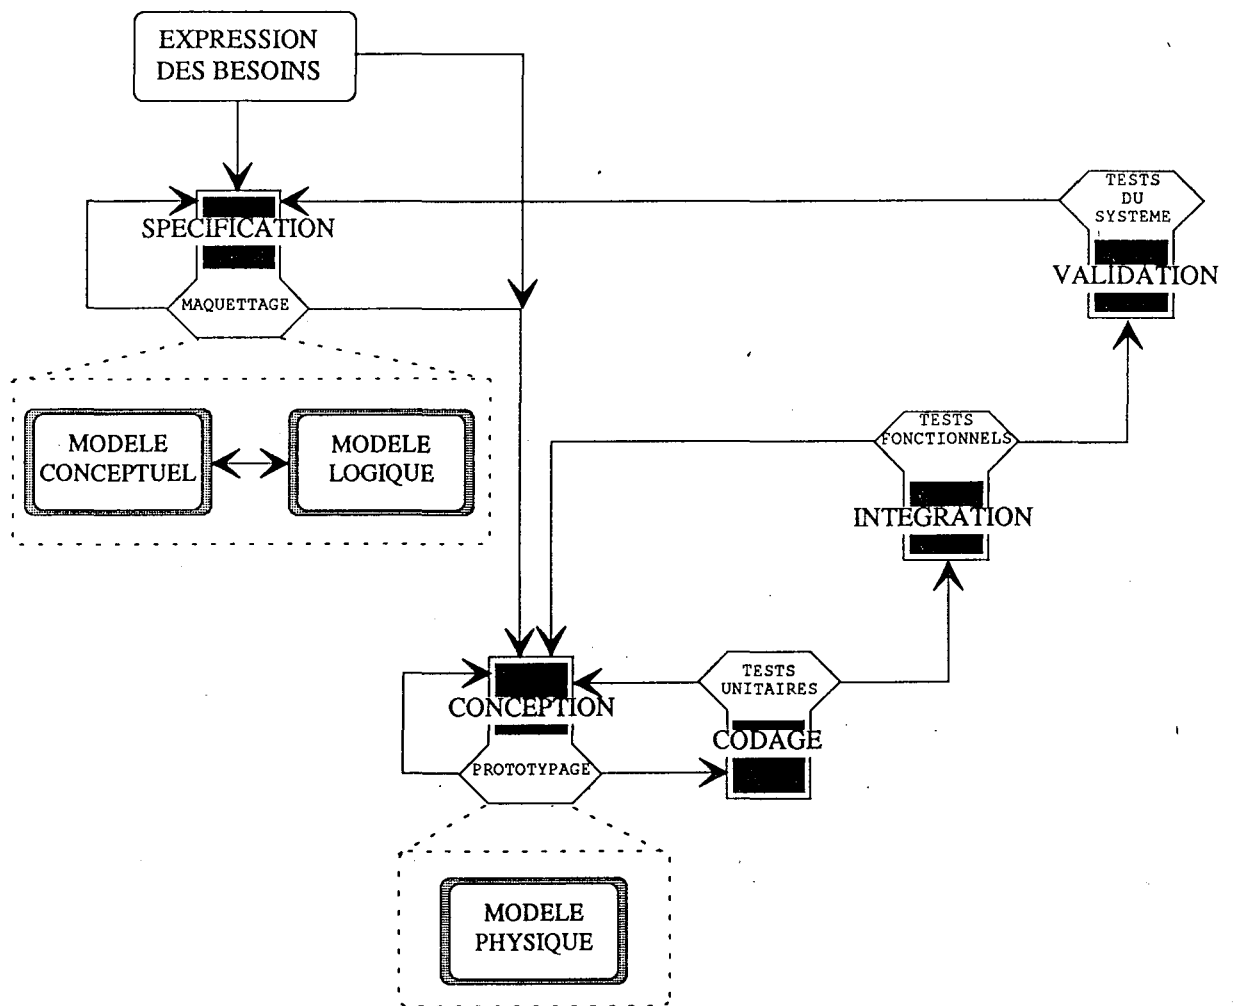 EXPRESSION
DES BESOINS
SPECIFICATION
MAQUETTAGE
MODELE
CONCEPTUEL
MODELE
LOGIQUE
TESTS
DU
SYSTEME
VALIDATION
TESTS
FONCTIONNELS
INTEGRATION
CONCEPTION
PROTOTYPAGE
TESTS
UNITAIRES
CODAGE
MODELE
PHYSIQUE